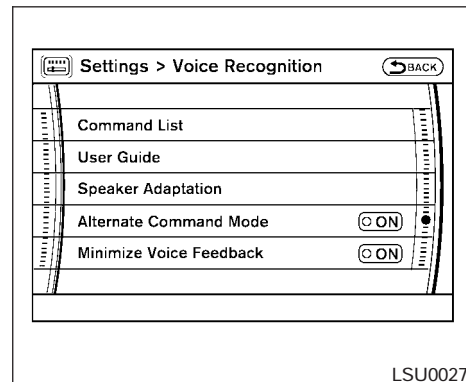 Settings > Voice Recognition BACK
Command List
User Guide
Speaker Adaptation
Alternate Command Mode ON
Minimize Voice Feedback ON
LSU0027